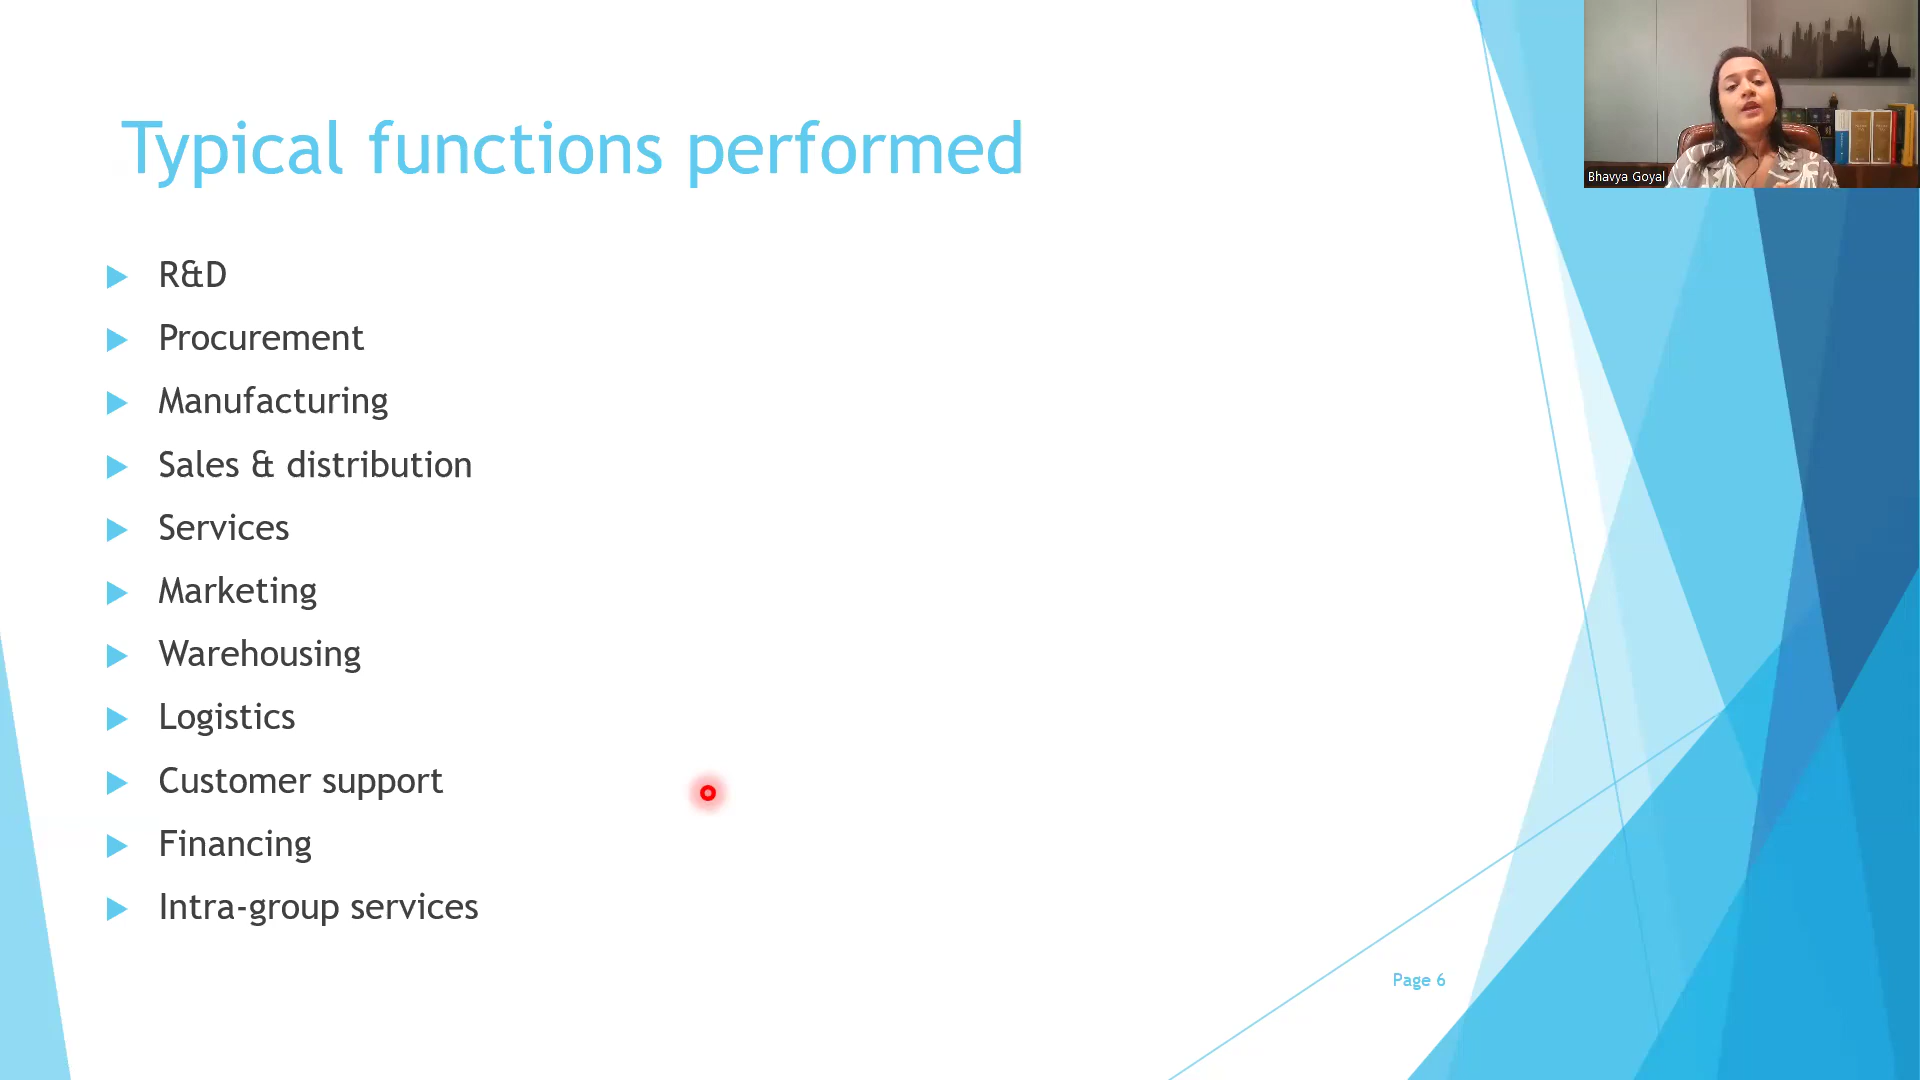 Typical functions performed
R&D
Procurement
Manufacturing
Sales & distribution
Services
Marketing
Warehousing
Logistics
Customer support
Financing
Intra-group services
Page 6
Bhavya Goyal